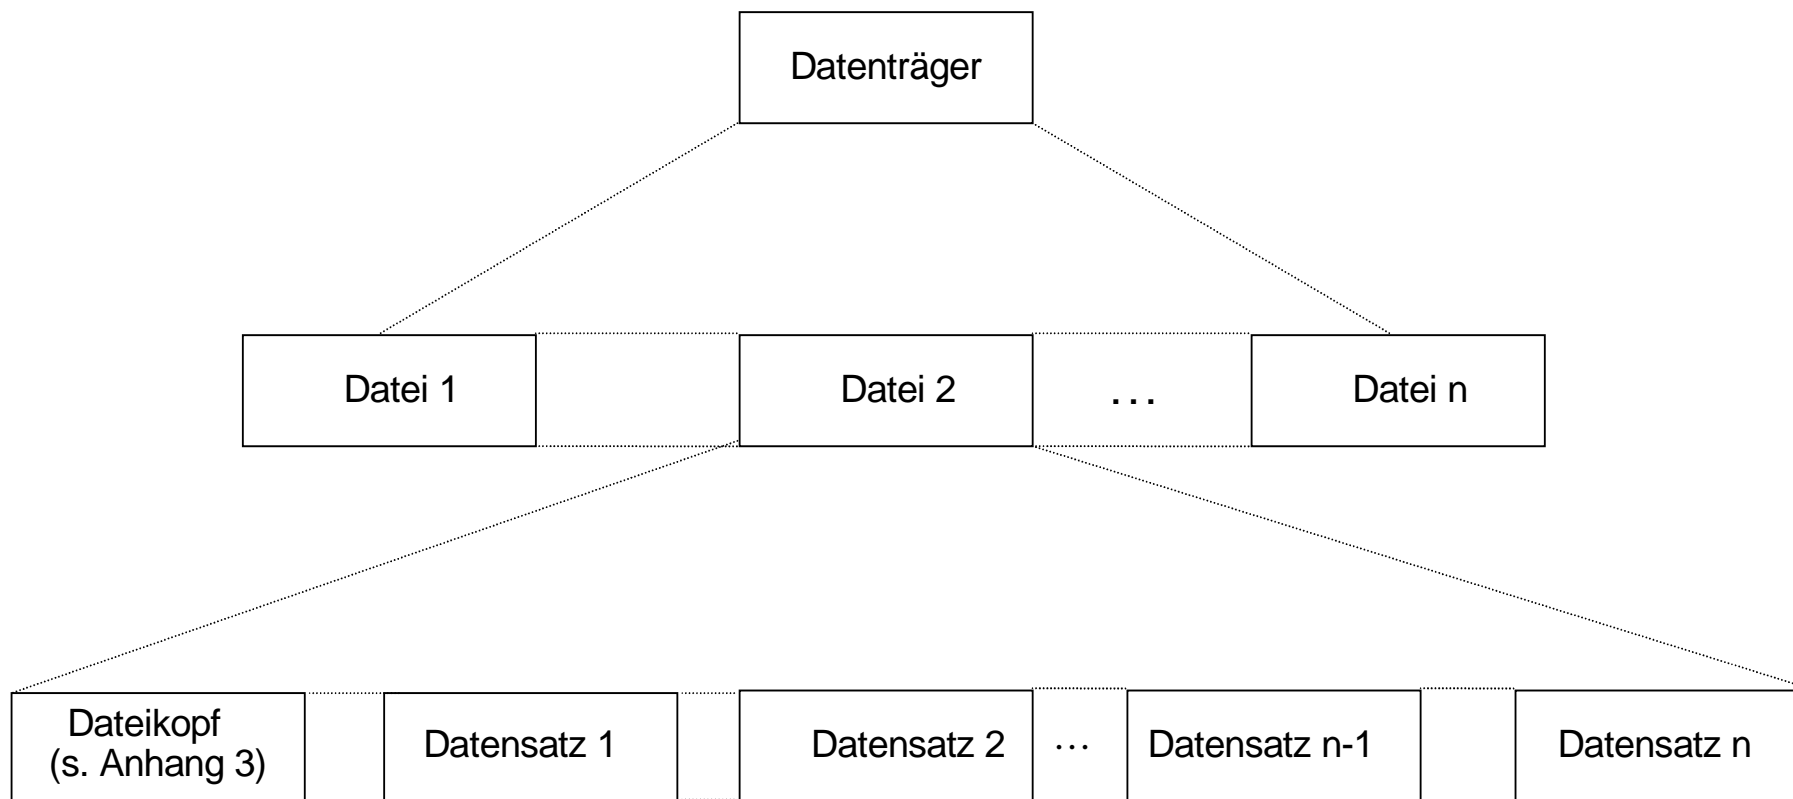 Datenträger
Datei 1
Datei 2
...
Datei n
Dateikopf
(s. Anhang 3)
Datensatz 1
Datensatz 2
...
Datensatz n-1
Datensatz n